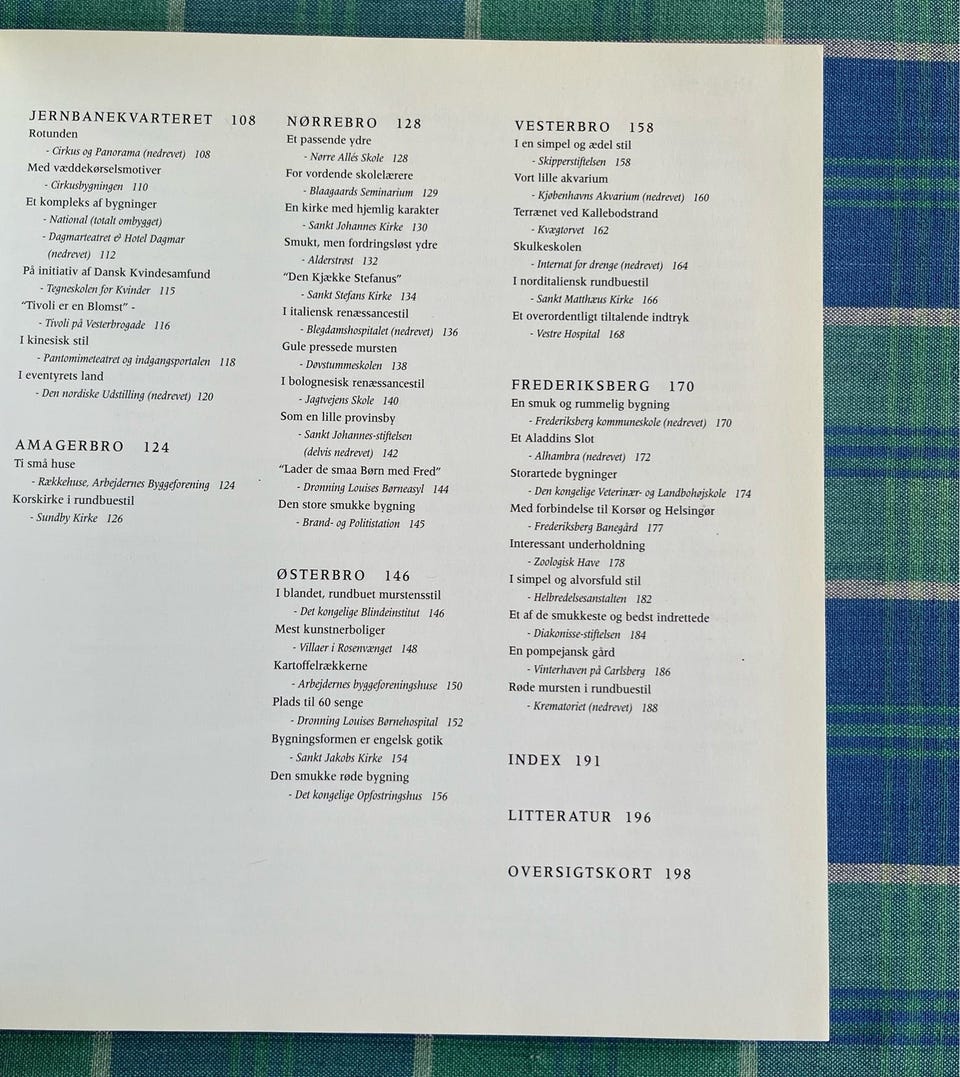 JERNBANEKVARTERET 108
Rotunden
- Cirkus og Panorama (nedrevet) 108
Med væddekørselsmotiver
- Cirkusbygningen 110
Et kompleks af bygninger
- National (totalt ombygget)
- Dagmarteatret & Hotel Dagmar
(nedrevet) 112
På initiativ af Dansk Kvindesamfund
- Tegneskolen for Kvinder 115
"Tivoli er en Blomst" -
- Tivoli på Vesterbrogade 116
I kinesisk stil
- Pantomimeteatret og indgangsportalen 118
I eventyrets land
- Den nordiske Udstilling (nedrevet) 120
AMAGERBRO 124
Ti små huse
- Rækkehuse, Arbejdernes Byggeforening 124
Korskirke i rundbuestil
- Sundby Kirke 126
NØRREBRO 128
Et passende ydre
- Nørre Allés Skole 128
For vordende skolelærere
- Blaagaards Seminarium 129
En kirke med hjemlig karakter
- Sankt Johannes Kirke 130
Smukt, men fordringsløst ydre
- Alderstrøst 132
"Den Kjække Stefanus"
- Sankt Stefans Kirke 134
I italiensk renæssancestil
- Blegdamshospitalet (nedrevet) 136
Gule pressede mursten
- Døvstummeskolen 138
I bolognesisk renæssancestil
- Jagtvejens Skole 140
Som en lille provinsby
- Sankt Johannes-stiftelsen
(delvis nedrevet) 142
"Lader de smaa Børn med Fred"
- Dronning Louises Børneasyl 144
Den store smukke bygning
- Brand- og Politistation 145
ØSTERBRO 146
I blandet, rundbuet murstensstil
- Det kongelige Blindeinstitut 146
Mest kunstnerboliger
- Villaer i Rosenvænget 148
Kartoffelrækkerne
- Arbejdernes byggeforeningshuse 150
Plads til 60 senge
- Dronning Louises Børnehospital 152
Bygningsformen er engelsk gotik
- Sankt Jakobs Kirke 154
Den smukke røde bygning
- Det kongelige Opfostringshus 156
VESTERBRO 158
I en simpel og ædel stil
- Skipperstiftelsen 158
Vort lille akvarium
- Kjøbenhavns Akvarium (nedrevet) 160
Terrænet ved Kallebodstrand
- Kvægtorvet 162
Skulkeskolen
- Internat for drenge (nedrevet) 164
I norditaliensk rundbuestil
- Sankt Matthæus Kirke 166
Et overordentligt tiltalende indtryk
- Vestre Hospital 168
FREDERIKSBERG 170
En smuk og rummelig bygning
- Frederiksberg kommuneskole (nedrevet) 170
Et Aladdins Slot
- Alhambra (nedrevet) 172
Storartede bygninger
- Den kongelige Veterinær- og Landbohøjskole 174
Med forbindelse til Korsør og Helsingør
- Frederiksberg Banegård 177
Interessant underholdning
- Zoologisk Have 178
I simpel og alvorsfuld stil
- Helbredelsesanstalten 182
Et af de smukkeste og bedst indrettede
- Diakonisse-stiftelsen 184
En pompejansk gård
- Vinterhaven på Carlsberg 186
Røde mursten i rundbuestil
- Krematoriet (nedrevet) 188
INDEX 191
LITTERATUR 196
OVERSIGTSKORT 198